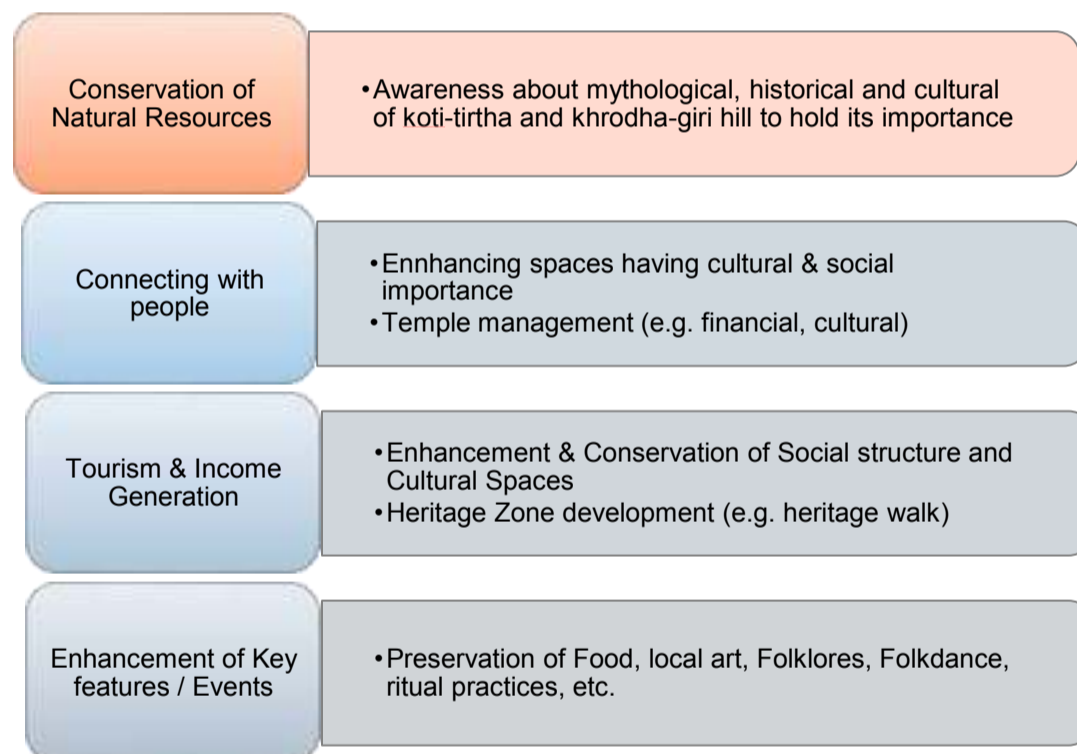 Conservation of
Natural Resources
•Awareness about mythological, historical and cultural
of koti-tirtha and khrodha-giri hill to hold its importance
Connecting with
people
•Ennhancing spaces having cultural & social
importance
•Temple management (e.g. financial, cultural)
Tourism & Income
Generation
•Enhancement & Conservation of Social structure and
Cultural Spaces
•Heritage Zone development (e.g. heritage walk)
Enhancement of Key
features / Events
•Preservation of Food, local art, Folklores, Folkdance,
ritual practices, etc.